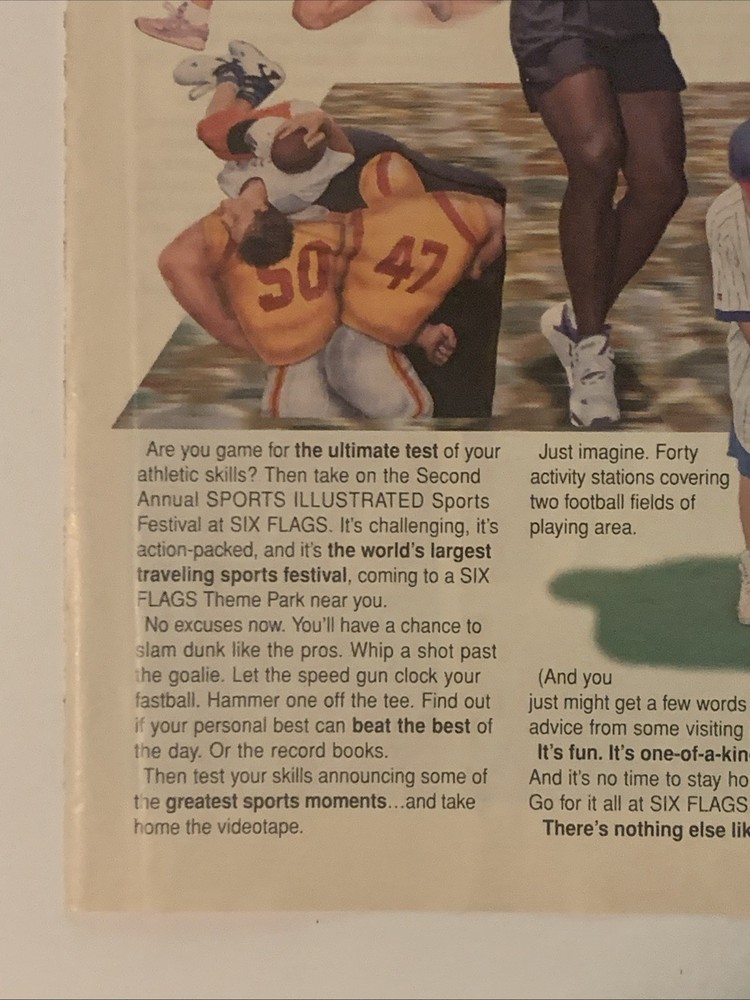 50
47
Are you game for the ultimate test of your
athletic skills? Then take on the Second
Annual SPORTS ILLUSTRATED Sports
Festival at SIX FLAGS. It's challenging, it's
action-packed, and it's the world's largest
traveling sports festival, coming to a SIX
FLAGS Theme Park near you.
No excuses now. You'll have a chance to
slam dunk like the pros. Whip a shot past
the goalie. Let the speed gun clock your
fastball. Hammer one off the tee. Find out
if your personal best can beat the best of
the day. Or the record books.
Then test your skills announcing some of
the greatest sports moments...and take
home the videotape.
Just imagine. Forty
activity stations covering
two football fields of
playing area.
(And you
just might get a few words
advice from some visiting
It's fun. It's one-of-a-kin
And it's no time to stay ho
Go for it all at SIX FLAGS
There's nothing else lik